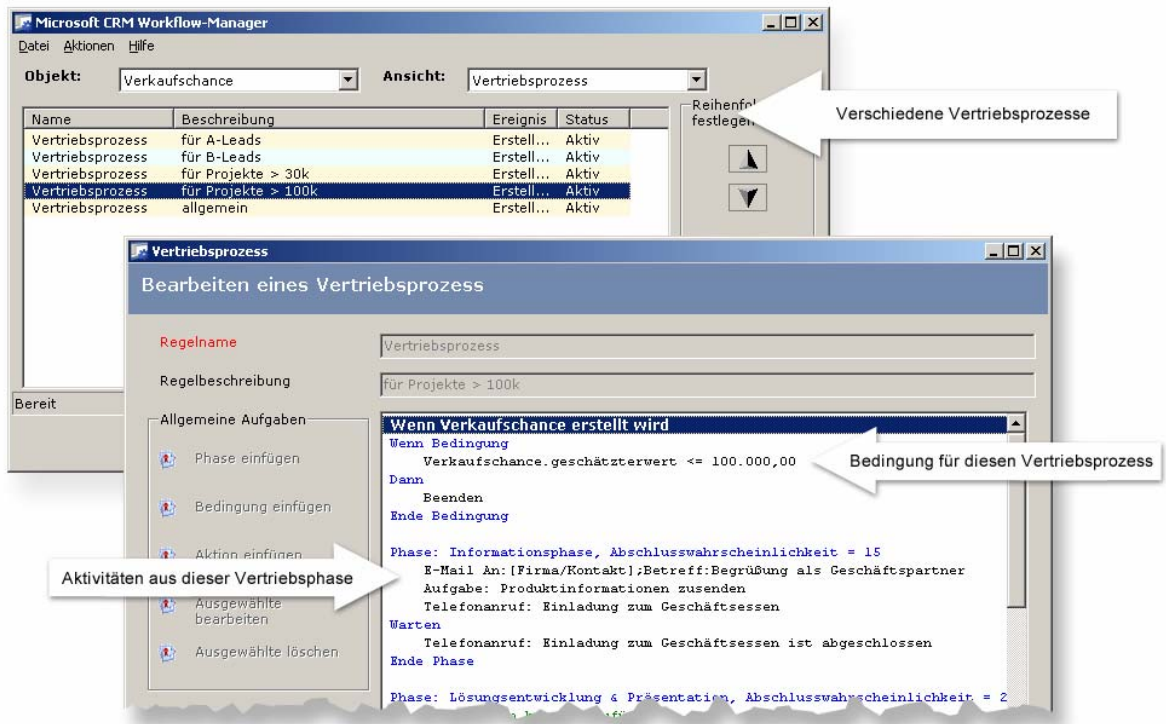 Microsoft CRM Workflow-Manager
Datei Aktionen Hilfe
Objekt: Verkaufschance Ansicht: Vertriebsprozess
Reihenfol
festlegen
Verschiedene Vertriebsprozesse
Name Beschreibung Ereignis Status
Vertriebsprozess für A-Leads Erstell... Aktiv
Vertriebsprozess für B-Leads Erstell... Aktiv
Vertriebsprozess für Projekte > 30k Erstell... Aktiv
Vertriebsprozess für Projekte > 100k Erstell... Aktiv
Vertriebsprozess allgemein Erstell... Aktiv
Bereit
Vertriebsprozess
Bearbeiten eines Vertriebsprozess
Regelname Vertriebsprozess
Regelbeschreibung für Projekte > 100k
Allgemeine Aufgaben
Phase einfügen
Bedingung einfügen
Aktion einfügen
Ausgewählte
bearbeiten
Ausgewählte löschen
Wenn Verkaufschance erstellt wird
Wenn Bedingung
Verkaufschance.geschätzterwert <= 100.000,00
Bedingung für diesen Vertriebsprozess
Dann
Beenden
Ende Bedingung
Phase: Informationsphase, Abschlusswahrscheinlichkeit = 15
E-Mail An:[Firma/Kontakt];Betreff:Begrüßung als Geschäftspartner
Aktivitäten aus dieser Vertriebsphase
Aufgabe: Produktinformationen zusenden
Telefonanruf: Einladung zum Geschäftsessen
Warten
Telefonanruf: Einladung zum Geschäftsessen ist abgeschlossen
Ende Phase
Phase: Lösungsentwicklung & Präsentation, Abschlusswahrscheinlichkeit = 2